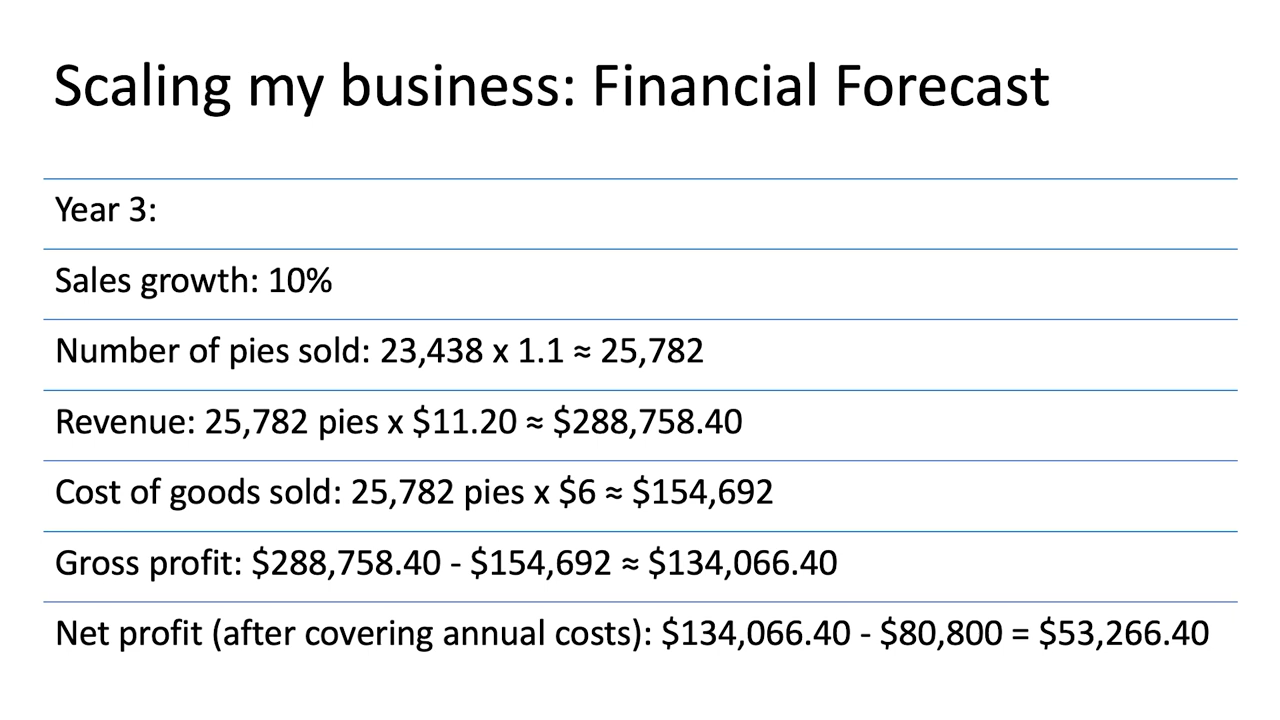 Scaling my business: Financial Forecast
Year 3:
Sales growth: 10%
Number of pies sold: 23,438 x 1.1 ≈ 25,782
Revenue: 25,782 pies x $11.20 ≈ $288,758.40
Cost of goods sold: 25,782 pies x $6 ≈ $154,692
Gross profit: $288,758.40 - $154,692 ≈ $134,066.40
Net profit (after covering annual costs): $134,066.40 - $80,800 = $53,266.40